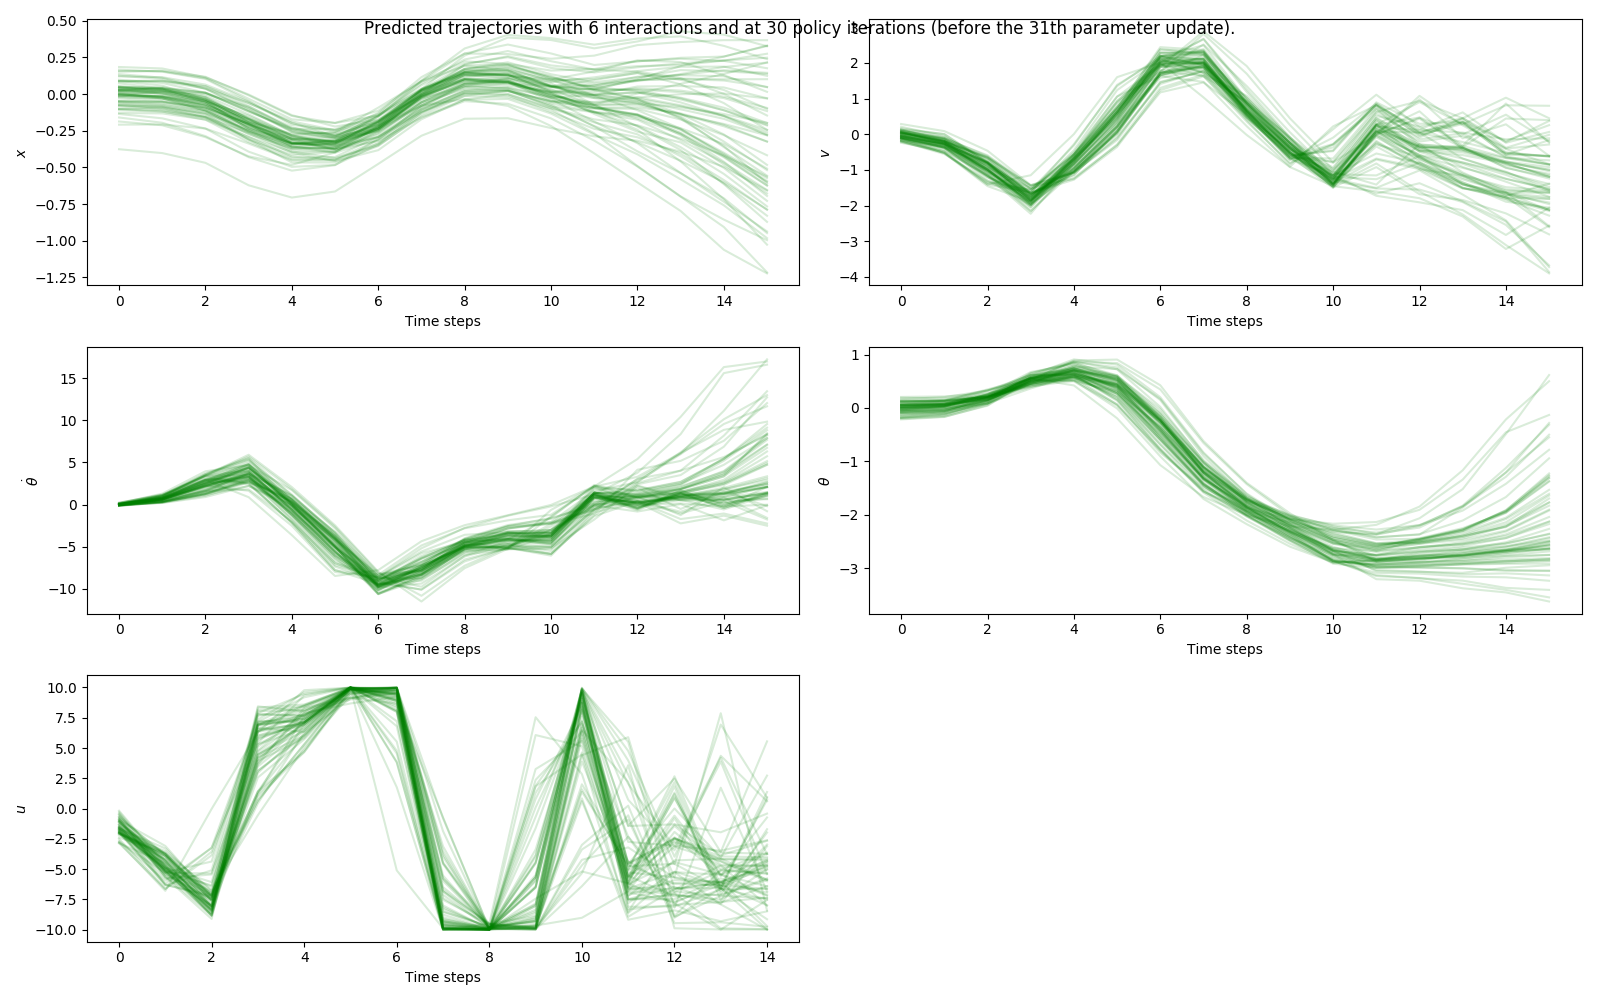 Predicted trajectories with 6 interactions and at 30 policy iterations (before the 31th parameter update).
0.50
0.25
0.00
−0.25
−0.50
−0.75
−1.00
−1.25
x
0 2 4 6 8 10 12 14
Time steps
3
2
1
0
−1
−2
−3
−4
v
0 2 4 6 8 10 12 14
Time steps
15
10
5
0
−5
−10
θ̇
0 2 4 6 8 10 12 14
Time steps
1
0
−1
−2
−3
θ
0 2 4 6 8 10 12 14
Time steps
10.0
7.5
5.0
2.5
0.0
−2.5
−5.0
−7.5
−10.0
u
0 2 4 6 8 10 12 14
Time steps